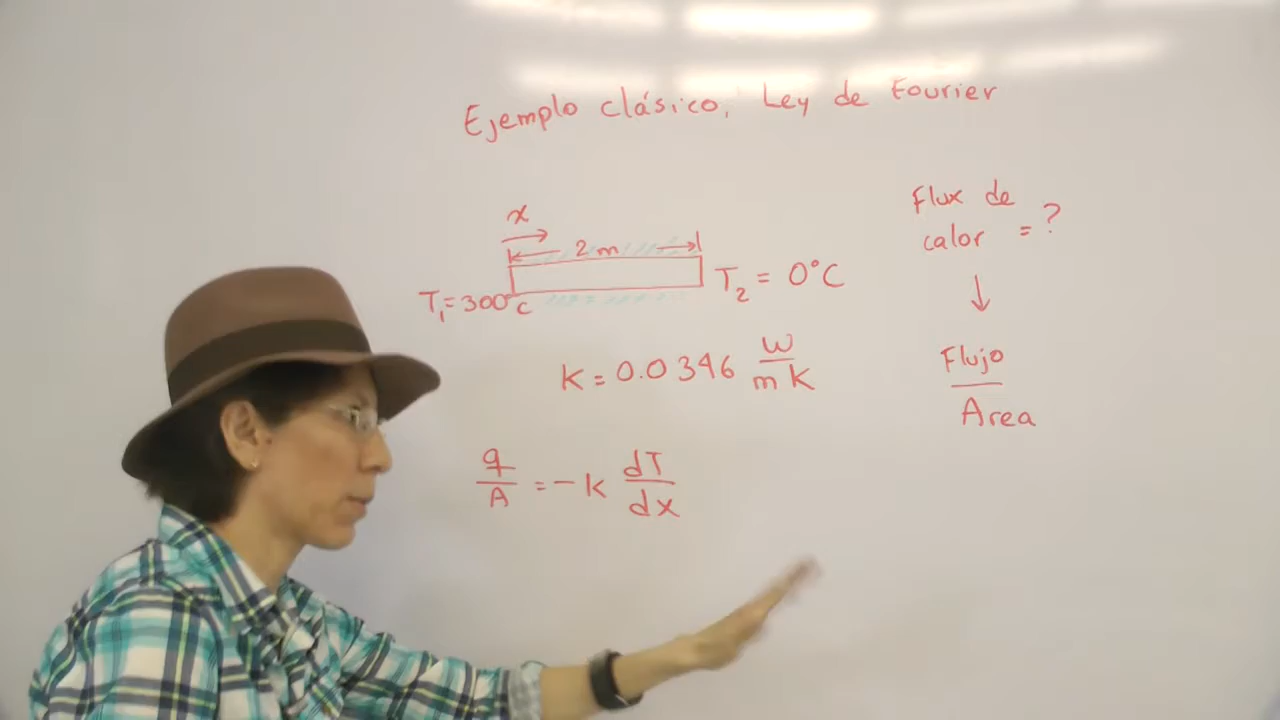 Ejemplo clásico, Ley de Fourier
Flux de
calor = ?
x
2 m
T₁=300°C
T₂ = 0°C
K = 0.0346 W/mK
Flujo
Area
q/A = -k dT/dx